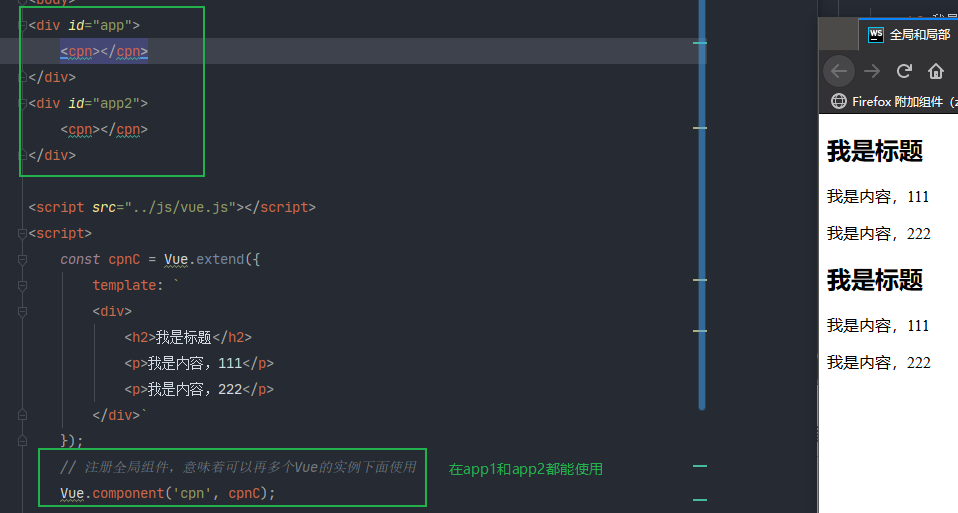 <body>
<div id="app">
<cpn></cpn>
</div>
<div id="app2">
<cpn></cpn>
</div>
<script src="../js/vue.js"></script>
<script>
const cpnC = Vue.extend({
template: `
<div>
<h2>我是标题</h2>
<p>我是内容，111</p>
<p>我是内容，222</p>
</div>`
});
// 注册全局组件，意味若可以再多个Vue的实例下面使用
Vue.component('cpn', cpnC);
在app1和app2都能使用
WS 全局和局部
Firefox 附加组件（z
我是标题
我是内容，111
我是内容，222
我是标题
我是内容，111
我是内容，222